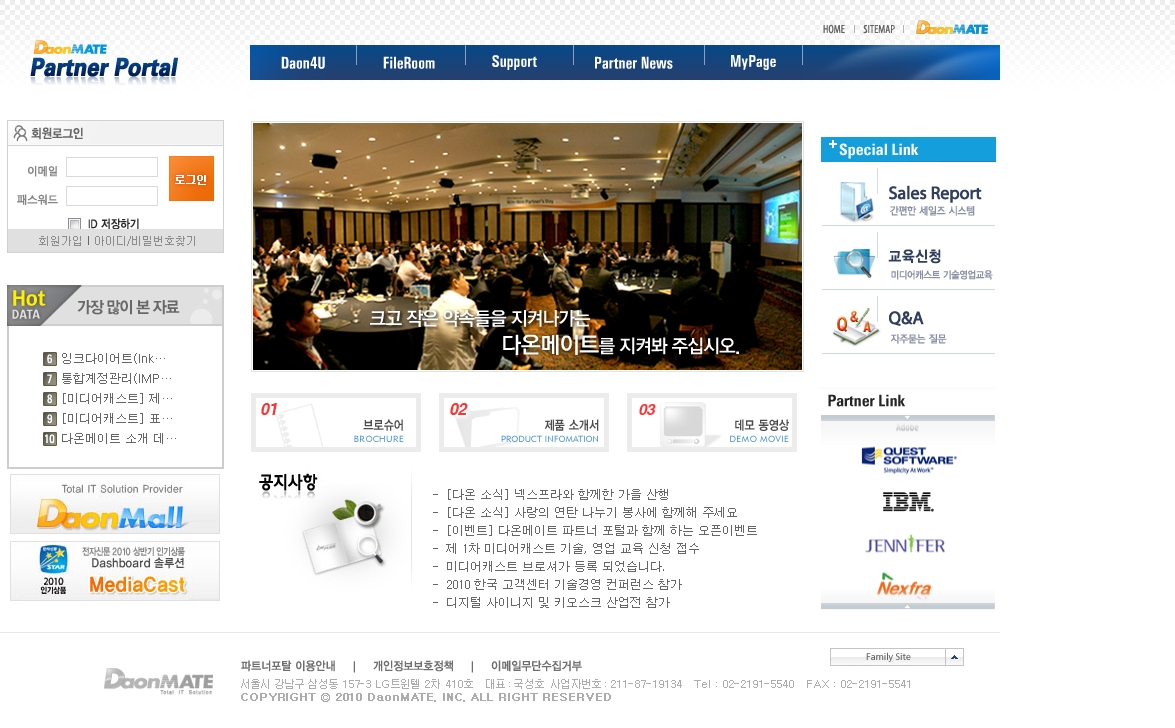 HOME | SITEMAP | DaonMATE
DaonMATE
Partner Portal
Daon4U
FileRoom
Support
Partner News
MyPage
회원로그인
이메일
패스워드
로그인
ID 저장하기
회원가입 | 아이디/비밀번호찾기
Hot
DATA
가장 많이 본 자료
6 잉크다이어트(Ink…
7 통합계정관리(IMP…
8 [미디어캐스트] 제…
9 [미디어캐스트] 표…
10 다온메이트 소개 데…
Total IT Solution Provider
DaonMall
전자신문 2010 상반기 인기상품
Dashboard 솔루션
STAR
2010
인기상품
MediaCast
크고 작은 약속들을 지켜나가는
다온메이트를 지켜봐 주십시오.
01
브로슈어
BROCHURE
02
제품 소개서
PRODUCT INFOMATION
03
데모 동영상
DEMO MOVIE
공지사항
- [다온 소식] 넥스프라와 함께한 가을 산행
- [다온 소식] 사랑의 연탄 나누기 봉사에 함께해 주세요
- [이벤트] 다온메이트 파트너 포털과 함께 하는 오픈이벤트
- 제 1차 미디어캐스트 기술, 영업 교육 신청 접수
- 미디어캐스트 브로셔가 등록 되었습니다.
- 2010 한국 고객센터 기술경영 컨퍼런스 참가
- 디지털 사이니지 및 키오스크 산업전 참가
+Special Link
Sales Report
간편한 세일즈 시스템
교육신청
미디어캐스트 기술영업교육
Q&A
Q&A
자주묻는 질문
Partner Link
Adobe
QUEST
SOFTWARE
Simplicity At Work
IBM
JENNIFER
Nexfra
파트너포탈 이용안내 | 개인정보보호정책 | 이메일무단수집거부
Family Site
DaonMATE
Total IT Solution
서울시 강남구 삼성동 157-3 LG트윈텔 2차 410호 대표 : 국성호 사업자번호 : 211-87-19134 Tel : 02-2191-5540 FAX : 02-2191-5541
COPYRIGHT © 2010 DaonMATE, INC. ALL RIGHT RESERVED